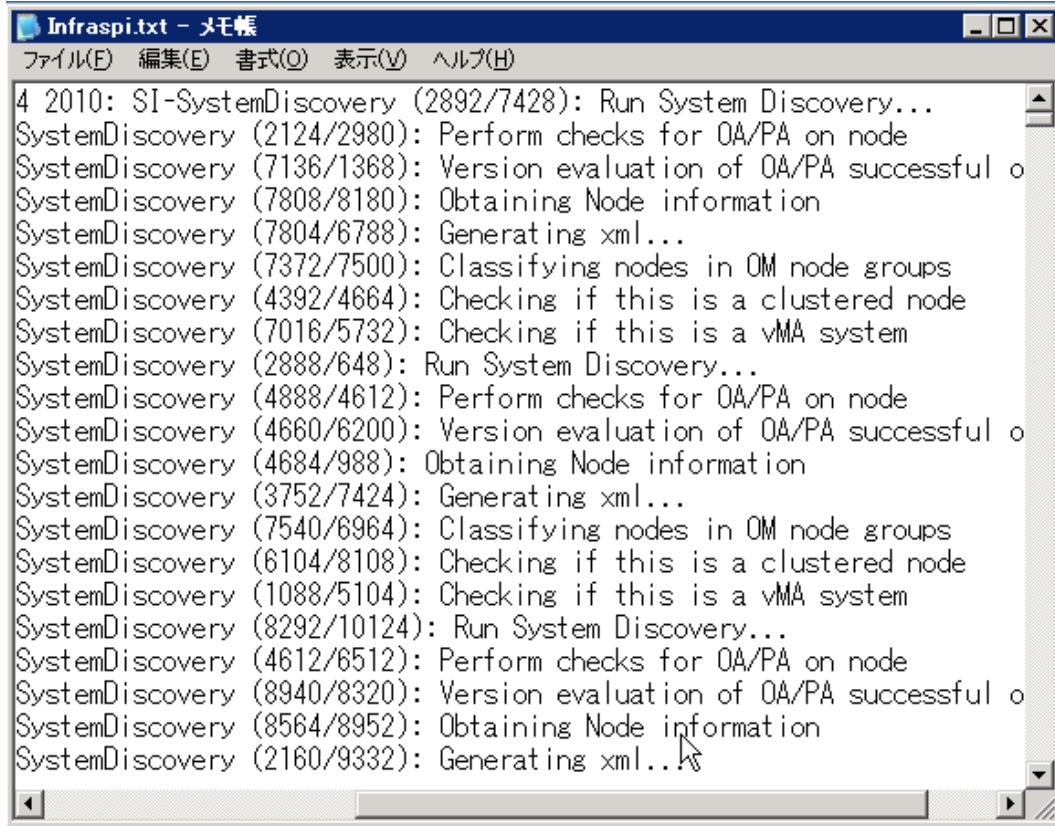 Infraspi.txt - メモ帳
ファイル(F) 編集(E) 書式(O) 表示(V) ヘルプ(H)
4 2010: SI-SystemDiscovery (2892/7428): Run System Discovery...
SystemDiscovery (2124/2980): Perform checks for OA/PA on node
SystemDiscovery (7136/1368): Version evaluation of OA/PA successful o
SystemDiscovery (7808/8180): Obtaining Node information
SystemDiscovery (7804/6788): Generating xml...
SystemDiscovery (7372/7500): Classifying nodes in OM node groups
SystemDiscovery (4392/4664): Checking if this is a clustered node
SystemDiscovery (7016/5732): Checking if this is a vMA system
SystemDiscovery (2888/648): Run System Discovery...
SystemDiscovery (4888/4612): Perform checks for OA/PA on node
SystemDiscovery (4660/6200): Version evaluation of OA/PA successful o
SystemDiscovery (4684/988): Obtaining Node information
SystemDiscovery (3752/7424): Generating xml...
SystemDiscovery (7540/6964): Classifying nodes in OM node groups
SystemDiscovery (6104/8108): Checking if this is a clustered node
SystemDiscovery (1088/5104): Checking if this is a vMA system
SystemDiscovery (8292/10124): Run System Discovery...
SystemDiscovery (4612/6512): Perform checks for OA/PA on node
SystemDiscovery (8940/8320): Version evaluation of OA/PA successful o
SystemDiscovery (8564/8952): Obtaining Node information
SystemDiscovery (2160/9332): Generating xml...